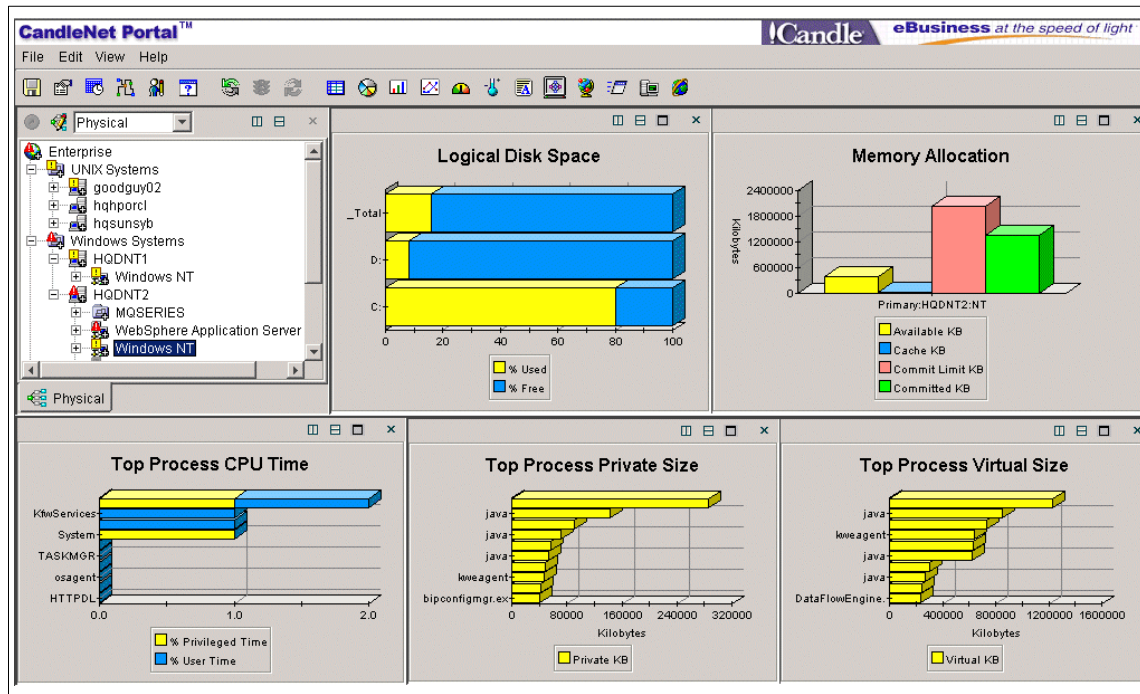 CandleNet Portal™
!Candle
eBusiness at the speed of light
File Edit View Help
Physical
Enterprise
UNIX Systems
goodguy02
hqhporcl
hqsunsyb
Windows Systems
HQDNT1
Windows NT
HQDNT2
MQSERIES
WebSphere Application Server
Windows NT
Physical
Logical Disk Space
_Total
D:
C:
0 20 40 60 80 100
% Used
% Free
Memory Allocation
2400000
1800000
1200000
600000
0
Kilobytes
Primary:HQDNT2:NT
Available KB
Cache KB
Commit Limit KB
Committed KB
Top Process CPU Time
KfwServices
System
TASKMGR
osagent
HTTPDL
0.0 1.0 2.0
% Privileged Time
% User Time
Top Process Private Size
java
java
java
kweagent
bipconfigmgr.ex
0 80000 160000 240000 320000
Kilobytes
Private KB
Top Process Virtual Size
java
kweagent
java
DataFlowEngine.
0 400000 800000 1200000 1600000
Kilobytes
Virtual KB